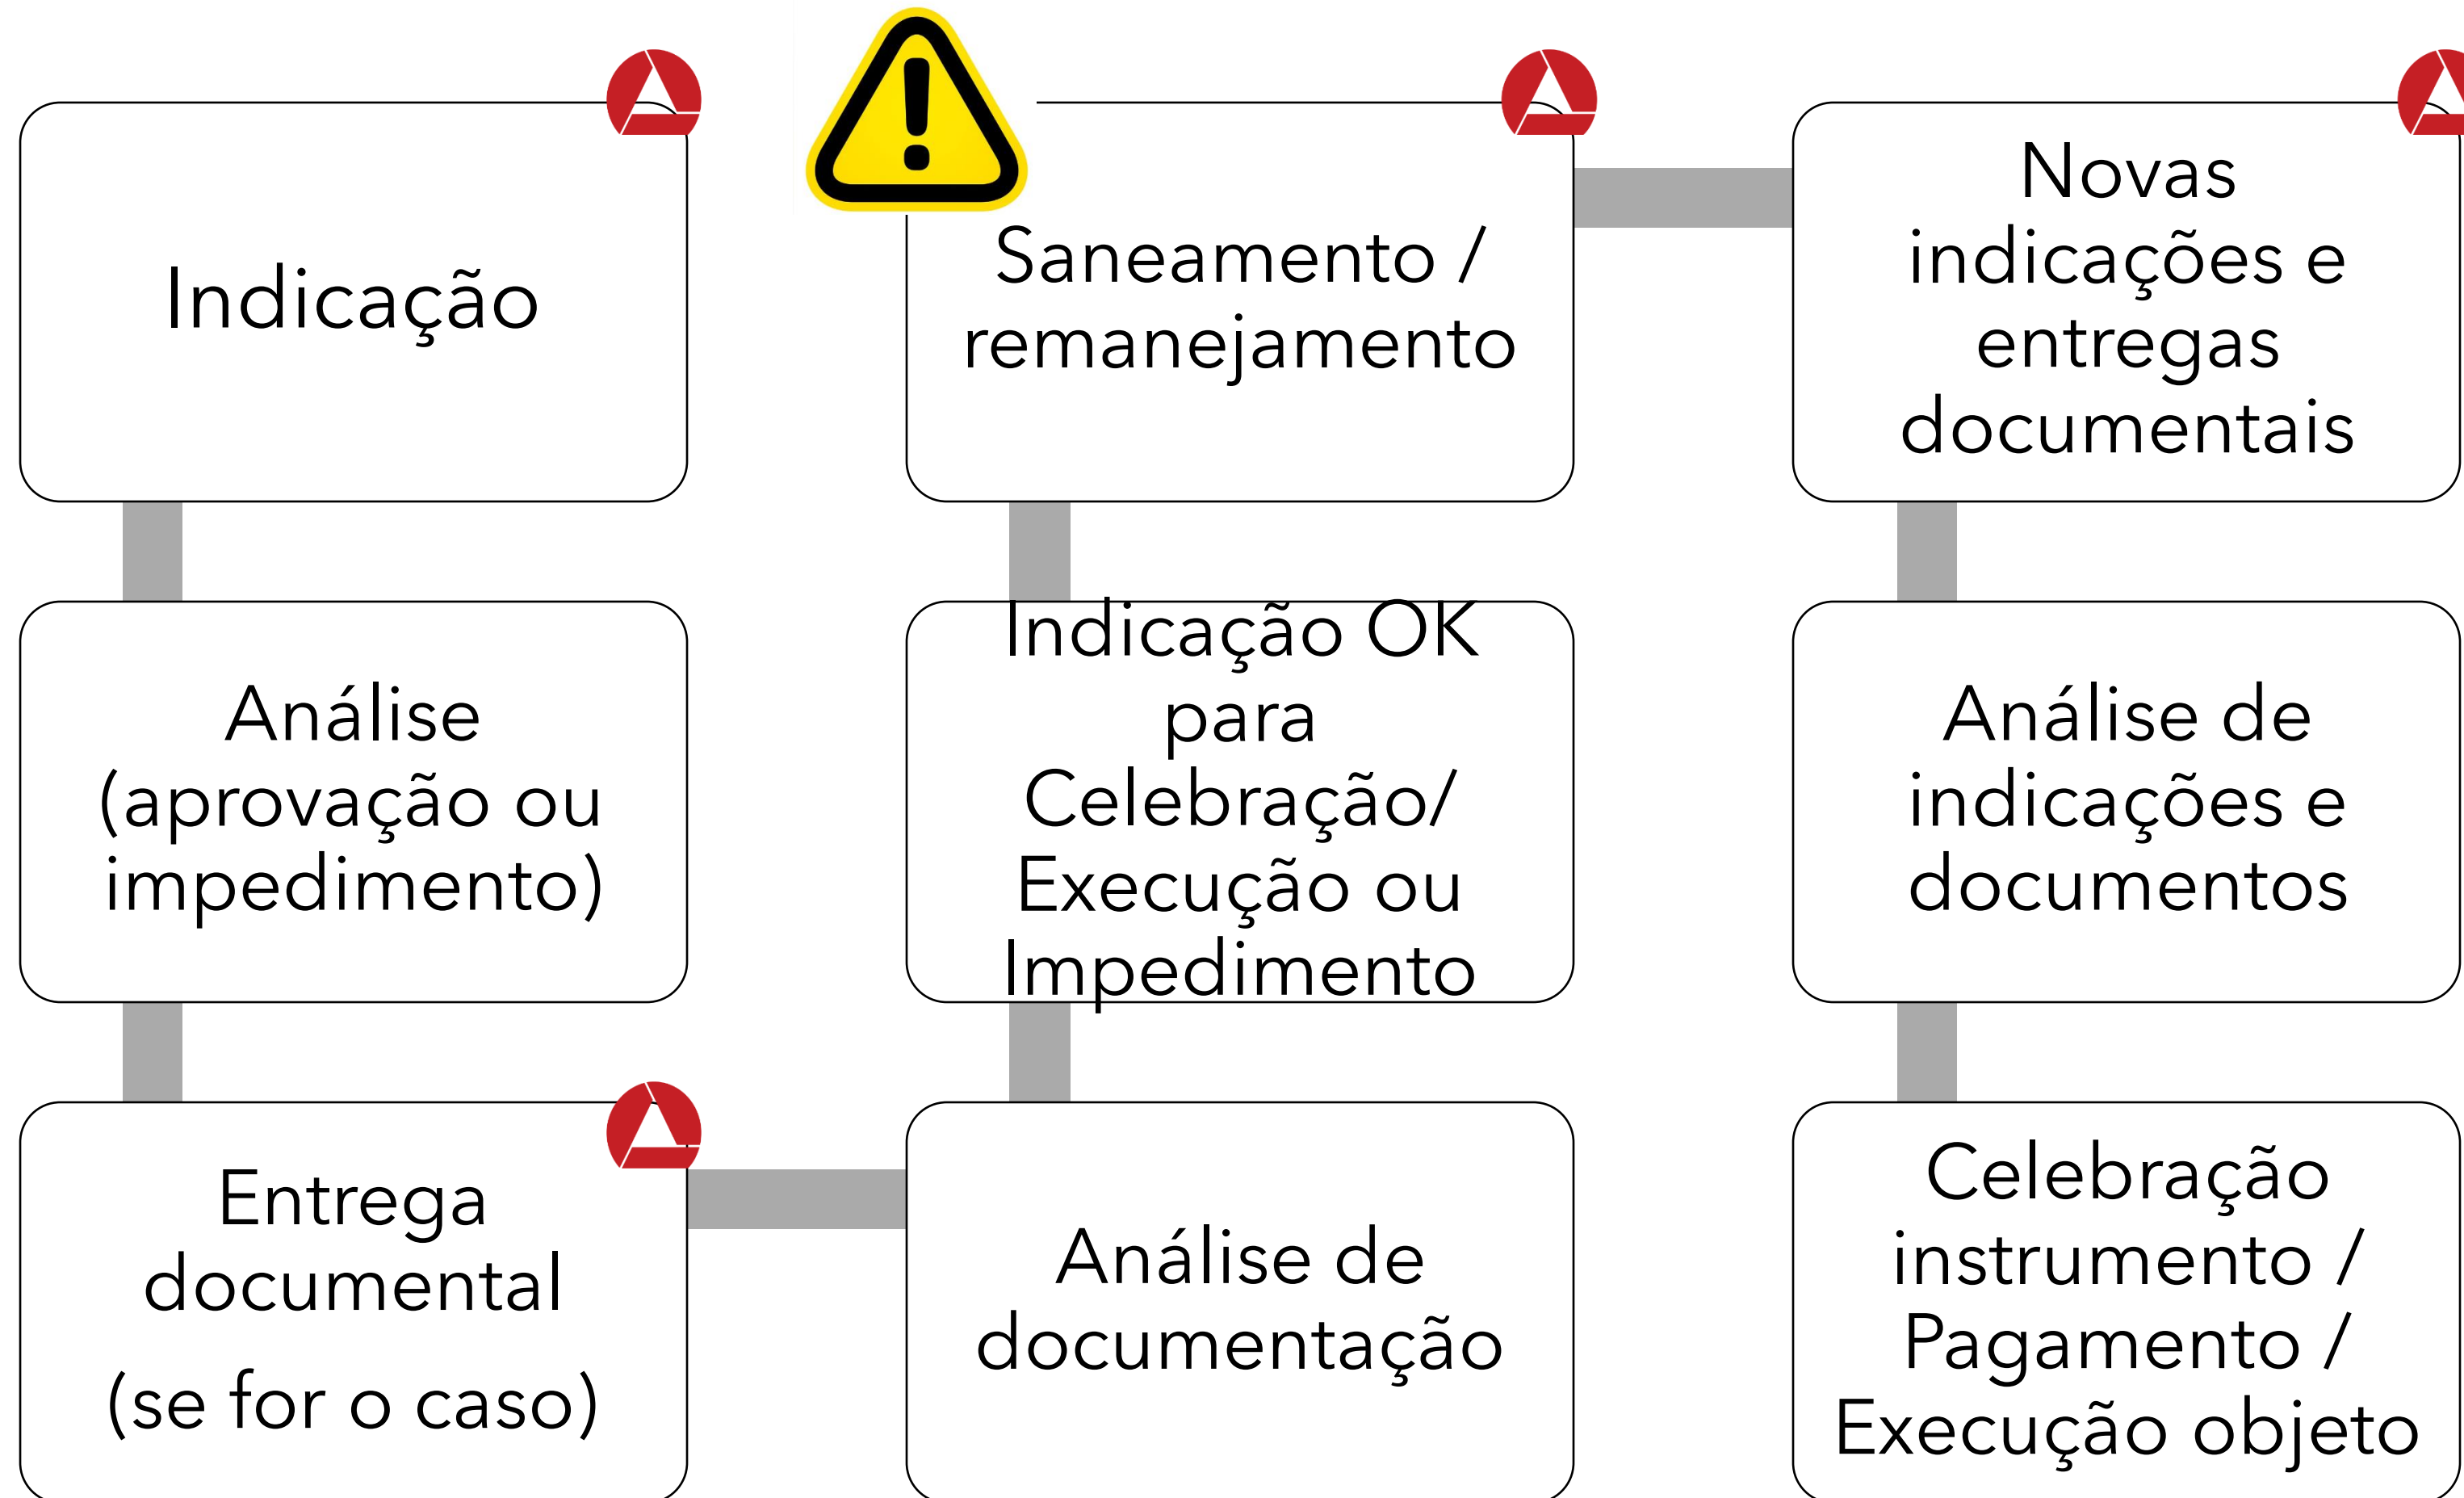 Indicação
Análise
(aprovação ou
impedimento)
Entrega
documental
(se for o caso)
Análise de
documentação
Indicação OK
para
Celebração/
Execução ou
Impedimento
Saneamento /
remanejamento
Novas
indicações e
entregas
documentais
Análise de
indicações e
documentos
Celebração
instrumento /
Pagamento /
Execução objeto